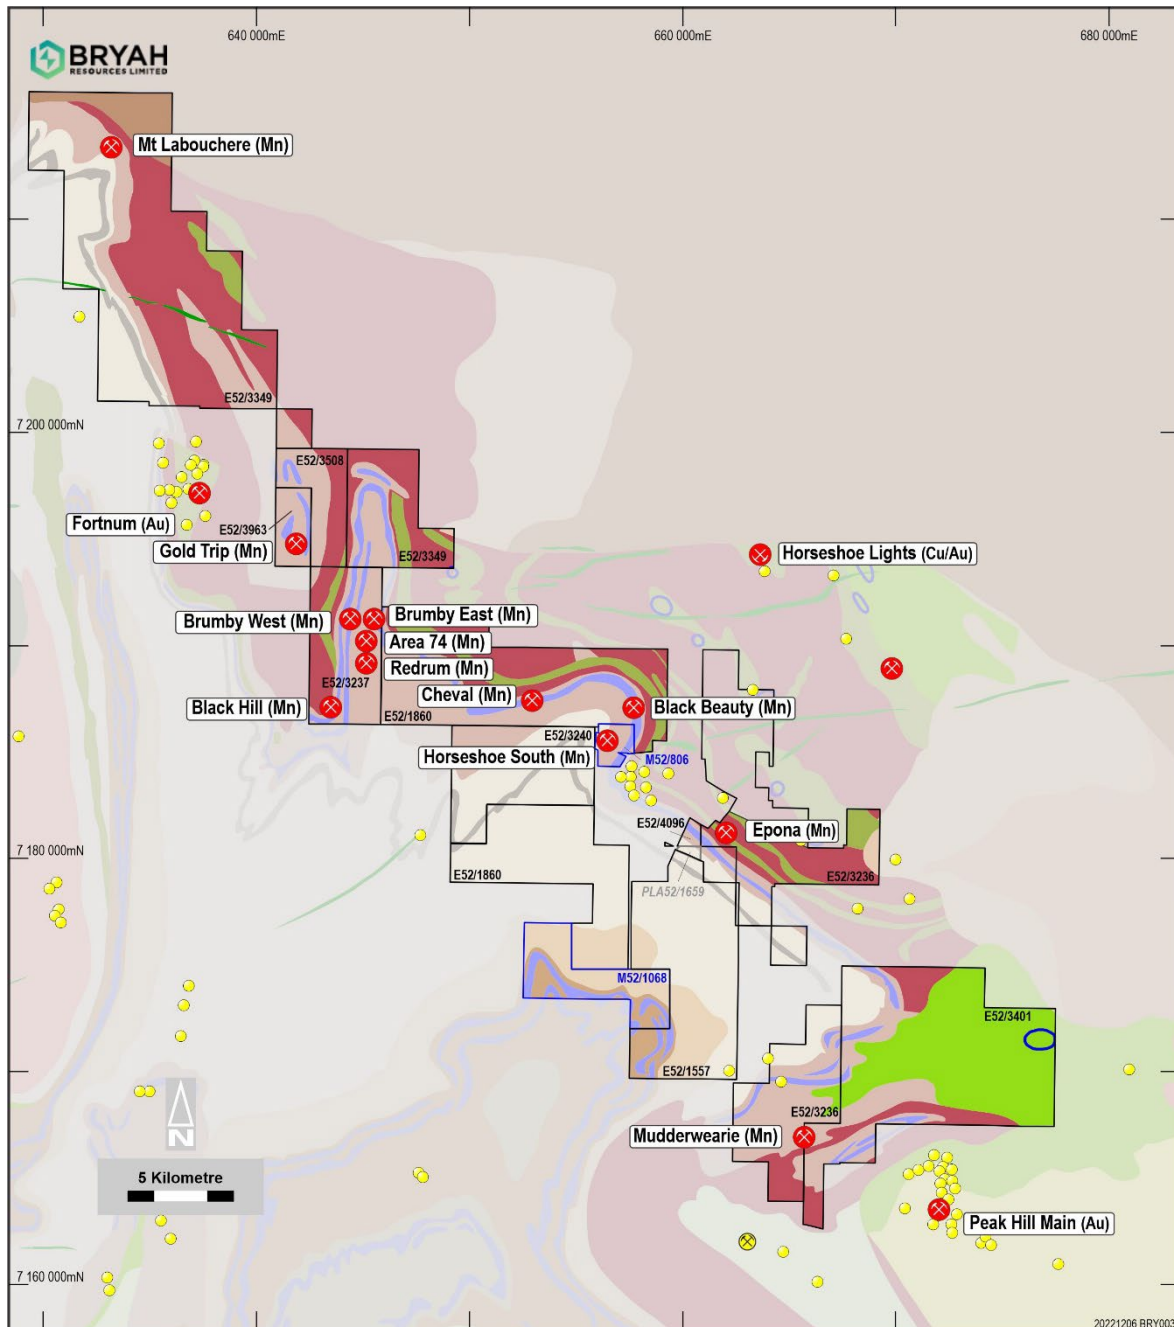 640 000mE
660 000mE
680 000mE
BRYAH
RESOURCES LIMITED
Mt Labouchere (Mn)
E52/3349
7 200 000mN
E52/3508
Fortnum (Au)
E52/3963
Gold Trip (Mn)
E52/3349
Horseshoe Lights (Cu/Au)
Brumby West (Mn)
Brumby East (Mn)
Area 74 (Mn)
Redrum (Mn)
E52/3237
Cheval (Mn)
Black Hill (Mn)
Black Beauty (Mn)
E52/1860
E52/3240
Horseshoe South (Mn)
M52/806
E52/4096
Epona (Mn)
7 180 000mN
E52/1860
PLA52/1659
E52/3236
M52/1068
E52/3401
E52/1557
E52/3236
Mudderwearie (Mn)
N
5 Kilometre
Peak Hill Main (Au)
7 160 000mN
20221206 BRY003